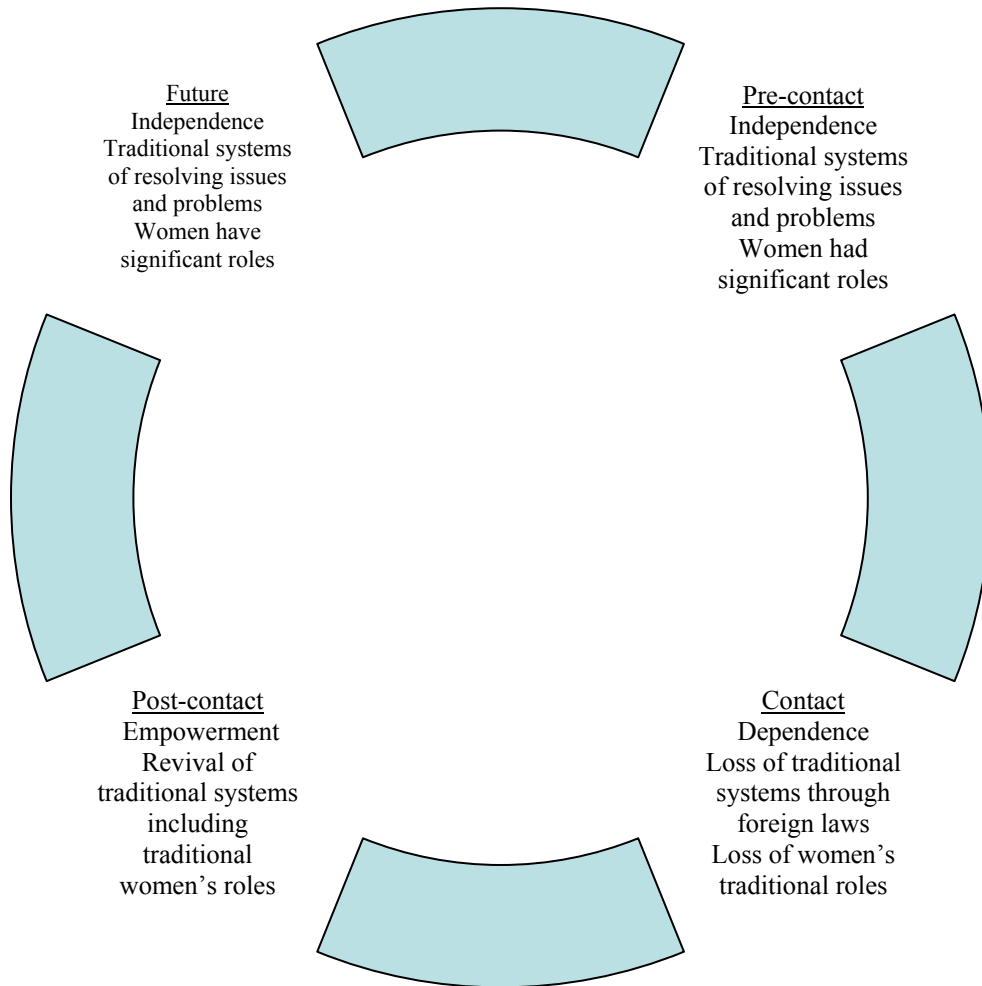 Future
Independence
Traditional systems
of resolving issues
and problems
Women have
significant roles
Pre-contact
Independence
Traditional systems
of resolving issues
and problems
Women had
significant roles
Post-contact
Empowerment
Revival of
traditional systems
including
traditional
women’s roles
Contact
Dependence
Loss of traditional
systems through
foreign laws
Loss of women’s
traditional roles